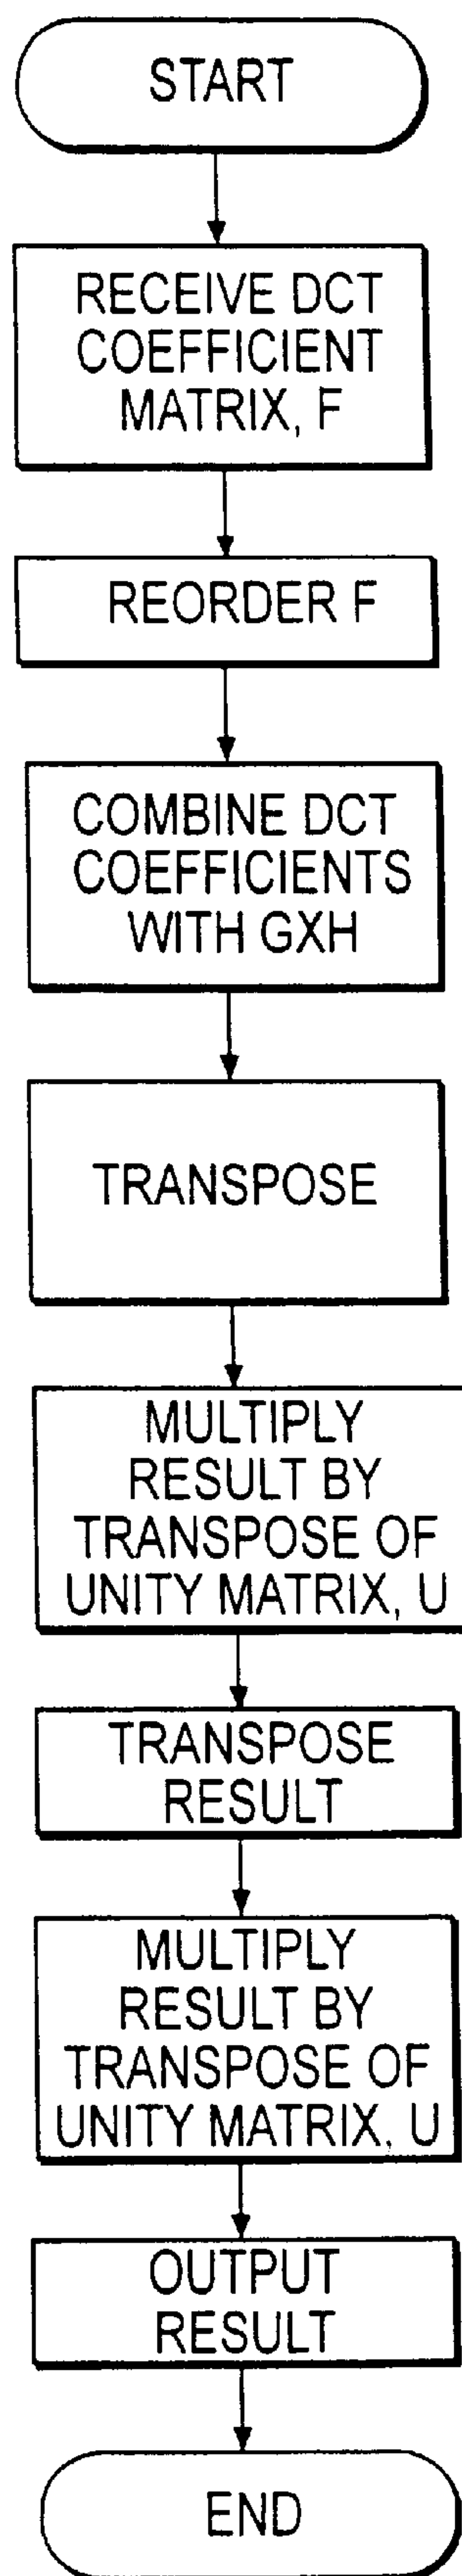 START
RECEIVE DCT
COEFFICIENT
MATRIX, F
REORDER F
COMBINE DCT
COEFFICIENTS
WITH GXH
TRANSPOSE
MULTIPLY
RESULT BY
TRANSPOSE OF
UNITY MATRIX, U
TRANSPOSE
RESULT
MULTIPLY
RESULT BY
TRANSPOSE OF
UNITY MATRIX, U
OUTPUT
RESULT
END